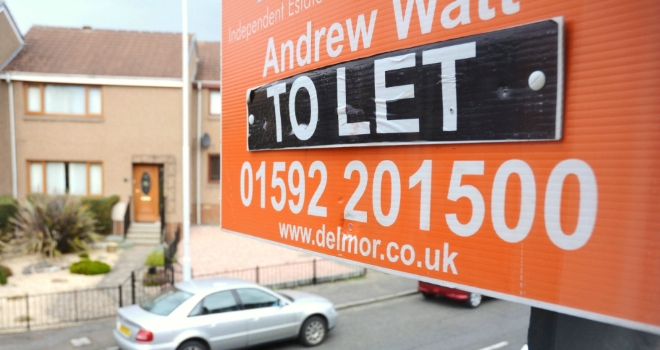 Independent Estate
Andrew Watt
TO LET
01592 201500
www.delmor.co.uk